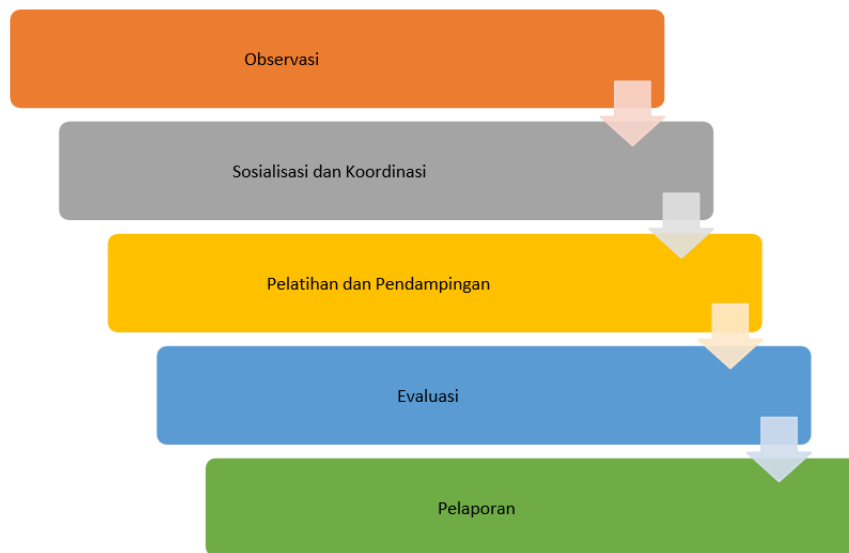 Observasi
Sosialisasi dan Koordinasi
Pelatihan dan Pendampingan
Evaluasi
Pelaporan